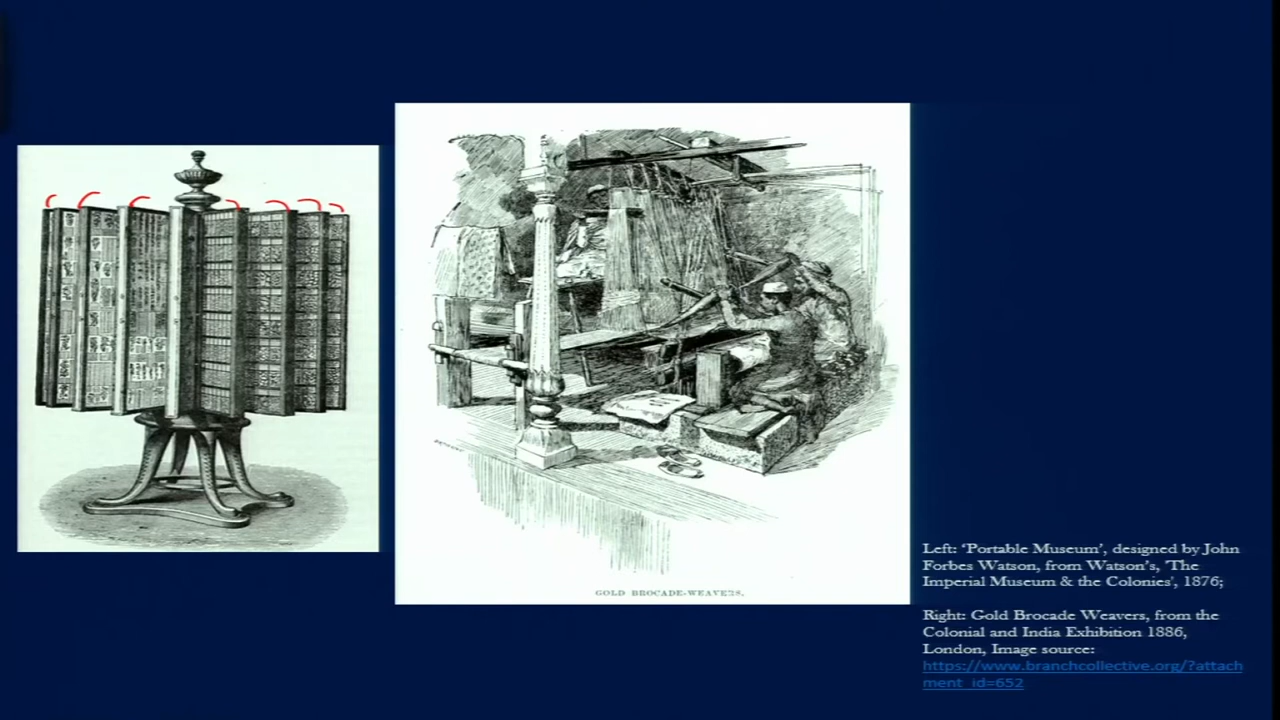 GOLD BROCADE-WEAVERS.
Left: 'Portable Museum', designed by John
Forbes Watson, from Watson's, 'The
Imperial Museum & the Colonies', 1876;
Right: Gold Brocade Weavers, from the
Colonial and India Exhibition 1886,
London, Image source:
https://www.branchcollective.org/?attach
ment_id=652